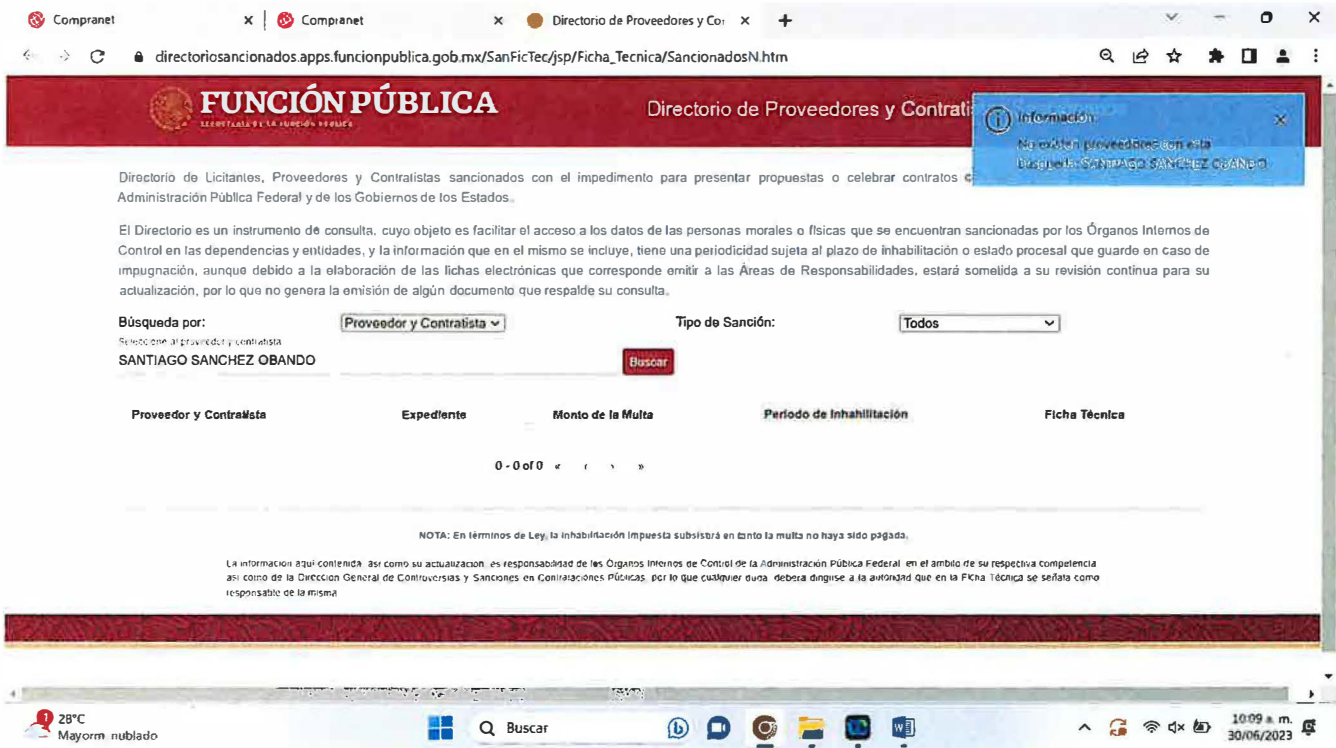 Compranet
Compranet
Directorio de Proveedores y Co
directoriosancionados.apps.funcionpublica.gob.mx/SanFicTec/jsp/Ficha_Tecnica/SancionadosN.htm
FUNCIÓN PÚBLICA
SECRETARÍA DE LA FUNCIÓN PÚBLICA
Directorio de Proveedores y Contrati
Información
No existen proveedores con esta
Búsqueda SANTIAGO SANCHEZ OBANDO
Directorio de Licitantes, Proveedores y Contratistas sancionados con el impedimento para presentar propuestas o celebrar contratos
Administración Pública Federal y de los Gobiernos de los Estados.
El Directorio es un instrumento de consulta, cuyo objeto es facilitar el acceso a los datos de las personas morales o físicas que se encuentran sancionadas por los Órganos Internos de
Control en las dependencias y entidades, y la información que en el mismo se incluye, tiene una periodicidad sujeta al plazo de inhabilitación o estado procesal que guarde en caso de
impugnación, aunque debido a la elaboración de las fichas electrónicas que corresponde emitir a las Áreas de Responsabilidades, estará sometida a su revisión continua para su
actualización, por lo que no genera la emisión de algún documento que respalde su consulta.
Búsqueda por: Proveedor y Contratista Tipo de Sanción: Todos
Seleccione al proveedor y contratista
SANTIAGO SANCHEZ OBANDO Buscar
Proveedor y Contratista Expediente Monto de la Multa Periodo de Inhabilitación Ficha Técnica
0 - 0 of 0 « ‹ › »
NOTA: En términos de Ley, la inhabilitación impuesta subsistirá en tanto la multa no haya sido pagada.
La información aquí contenida, así como su actualización, es responsabilidad de los Órganos Internos de Control de la Administración Pública Federal, en el ámbito de su respectiva competencia
así como de la Dirección General de Controversias y Sanciones en Contrataciones Públicas, por lo que cualquier duda, deberá dirigirse a la autoridad que en la Ficha Técnica se señala como
responsable de la misma
1
28°C
Mayorm. nublado
Buscar
10:09 a. m.
30/06/2023